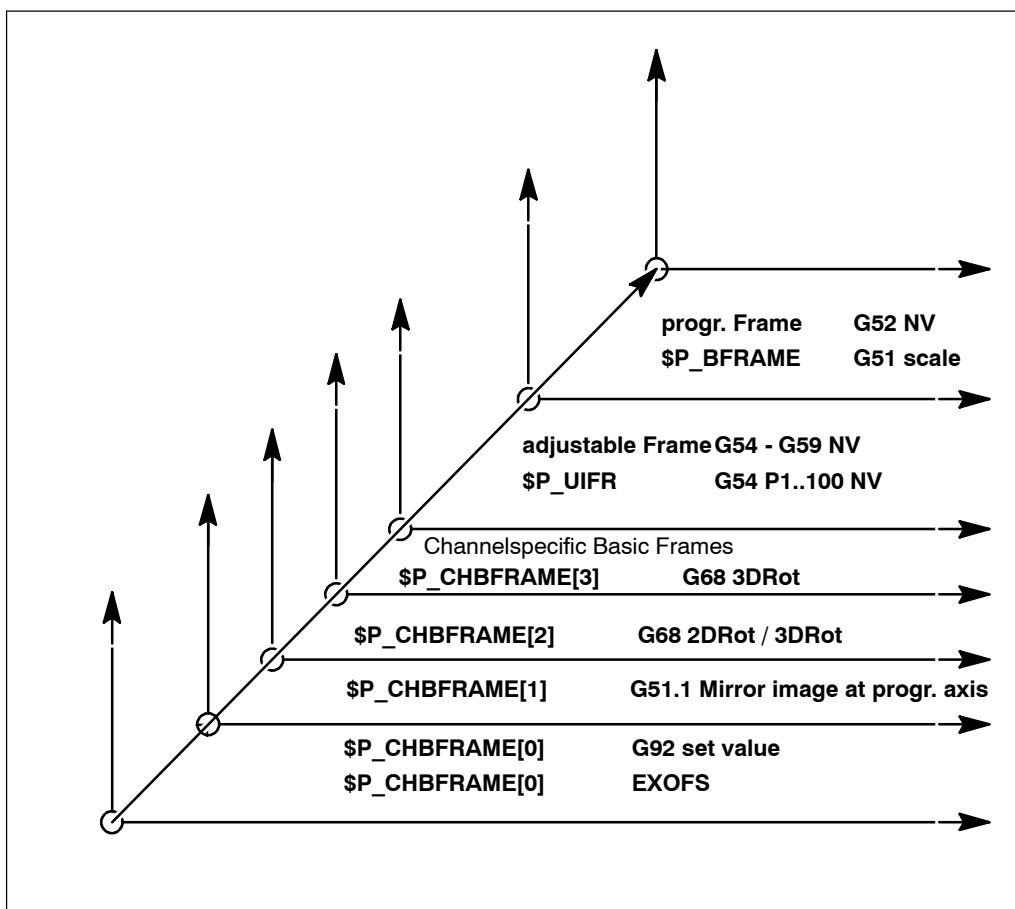 progr. Frame G52 NV
$P_BFRAME G51 scale
adjustable Frame G54 - G59 NV
$P_UIFR G54 P1..100 NV
Channelspecific Basic Frames
$P_CHBFRAME[3] G68 3DRot
$P_CHBFRAME[2] G68 2DRot / 3DRot
$P_CHBFRAME[1] G51.1 Mirror image at progr. axis
$P_CHBFRAME[0] G92 set value
$P_CHBFRAME[0] EXOFS